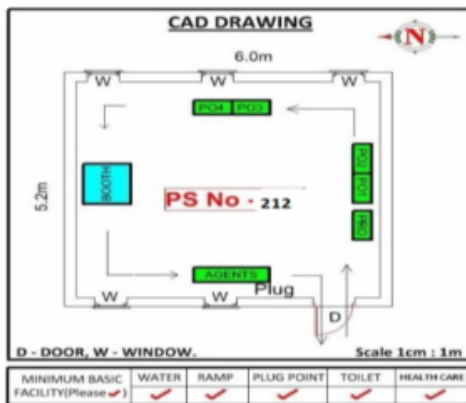 CAD DRAWING
N
6.0m
W W W
PO4 PO3
5.2m
BOOTH
PO2
PO1
PS No · 212
PRO
AGENTS
Plug
W W
D
D - DOOR, W - WINDOW. Scale 1cm : 1m
MINIMUM BASIC FACILITY(Please ✓) WATER RAMP PLUG POINT TOILET HEALTH CARE
✓ ✓ ✓ ✓ ✓